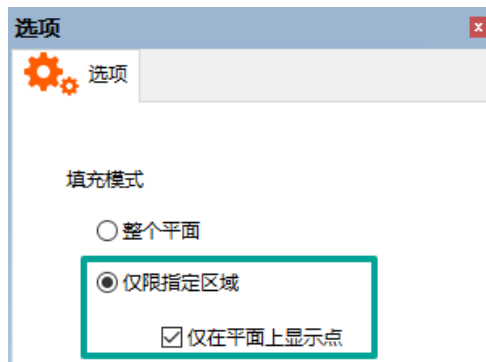 选项
选项
填充模式
整个平面
仅限指定区域
仅在平面上显示点